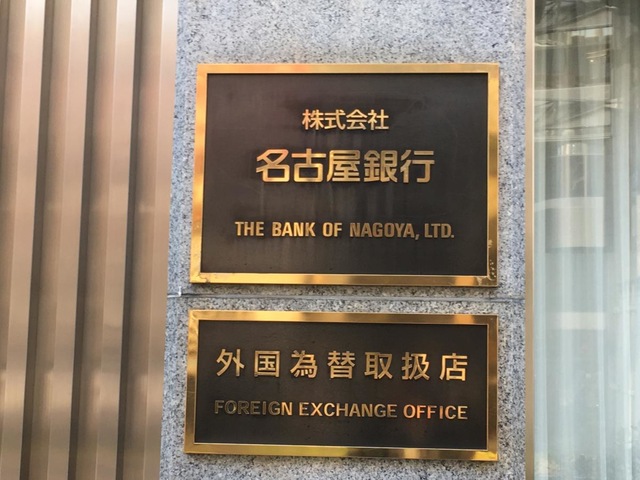 株式会社
名古屋銀行
THE BANK OF NAGOYA, LTD.
外国為替取扱店
FOREIGN EXCHANGE OFFICE